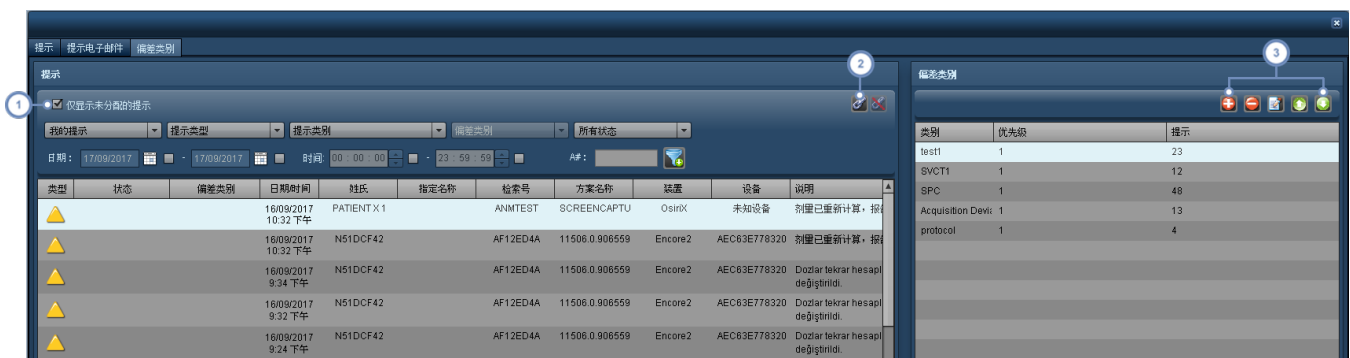 提示 提示电子邮件 偏差类别
提示
仅显示未分配的提示
1
2
我的提示 提示类型 提示类别 偏差类别 所有状态
日期: 17/09/2017 - 17/09/2017 时间: 00 : 00 : 00 - 23 : 59 : 59 A#:
类型 状态 偏差类别 日期/时间 姓氏 指定名称 检索号 方案名称 装置 设备 说明
16/09/2017 10:32 下午 PATIENT X 1 ANMTEST SCREENCAPTU OsiriX 未知设备 剂量已重新计算，报
16/09/2017 10:32 下午 N51DCF42 AF12ED4A 11506.0.906559 Encore2 AEC63E778320 剂量已重新计算，报
16/09/2017 9:34 下午 N51DCF42 AF12ED4A 11506.0.906559 Encore2 AEC63E778320 Dozlar tekrar hesapl değiştirildi.
16/09/2017 9:32 下午 N51DCF42 AF12ED4A 11506.0.906559 Encore2 AEC63E778320 Dozlar tekrar hesapl değiştirildi.
16/09/2017 9:24 下午 N51DCF42 AF12ED4A 11506.0.906559 Encore2 AEC63E778320 Dozlar tekrar hesapl değiştirildi.
偏差类别
3
类别 优先级 提示
test1 1 23
SVCT1 1 12
SPC 1 48
Acquisition Devic 1 13
protocol 1 4